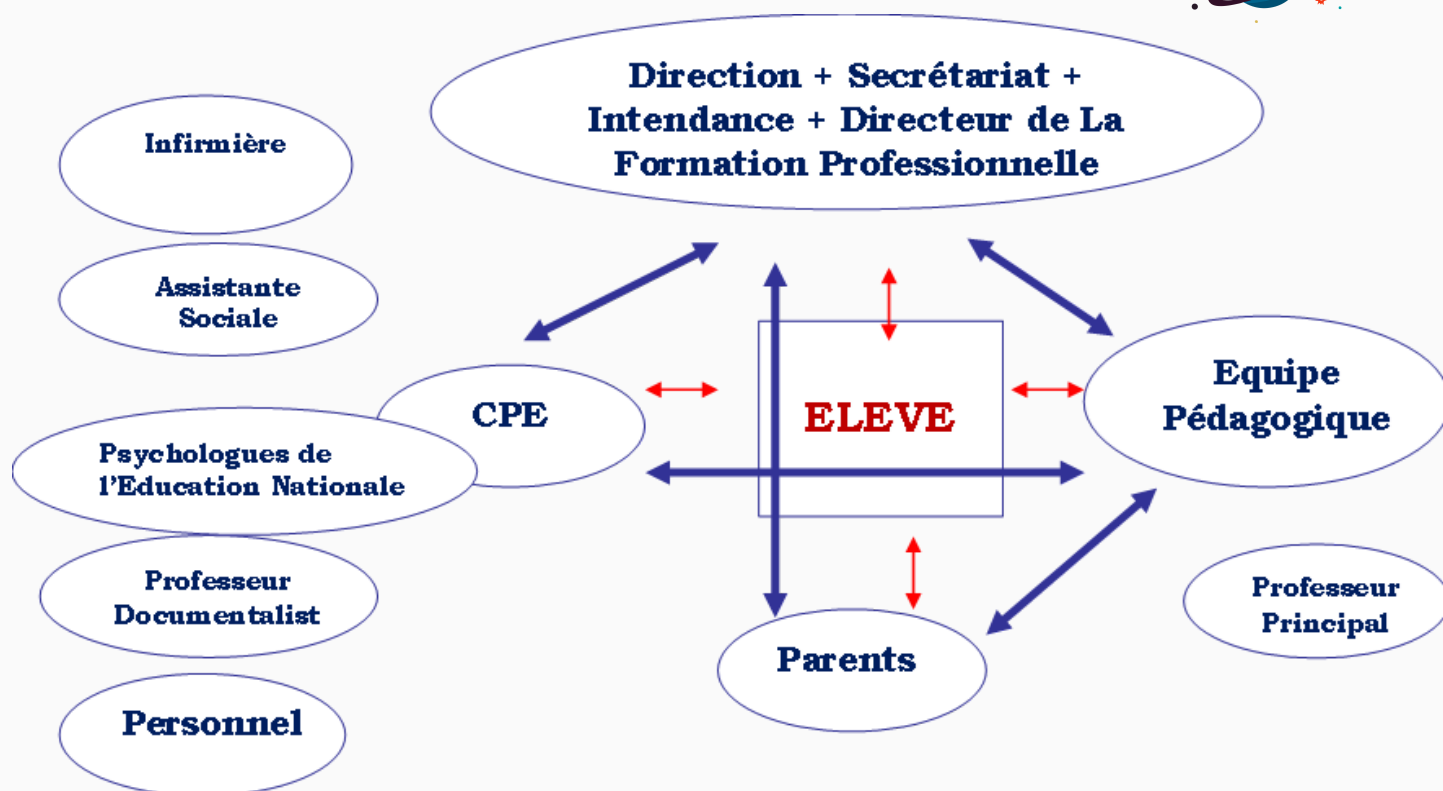 Direction + Secrétariat +
Intendance + Directeur de La
Formation Professionnelle
Infirmière
Assistante
Sociale
CPE
ELEVE
Equipe
Pédagogique
Psychologues de
l'Education Nationale
Professeur
Documentalist
Professeur
Principal
Parents
Personnel